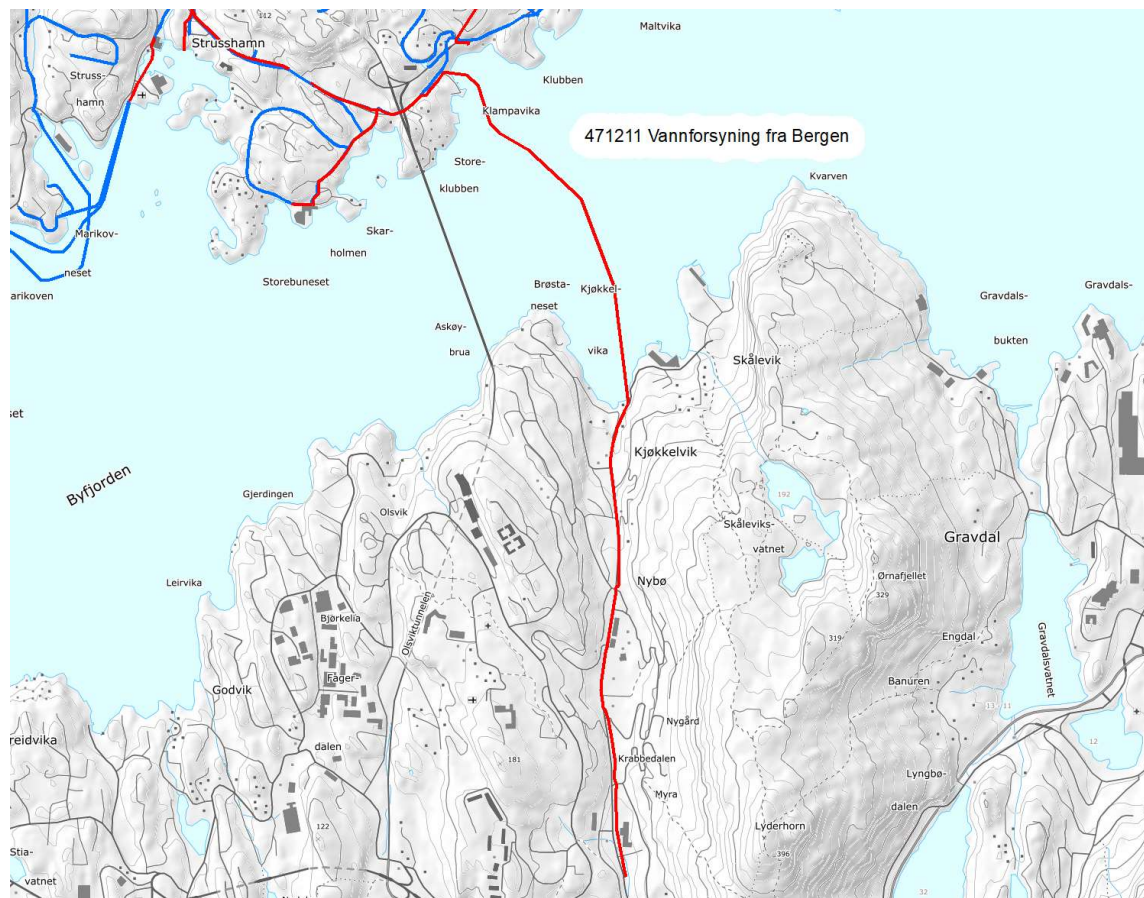 112
Maltvika
Strusshamn
Struss-
hamn
Klubben
Klampavika
471211 Vannforsyning fra Bergen
Store-
klubben
Kvarven
Marikov-
neset
Skar-
holmen
Storebuneset
arikoven
Brøsta-
neset
Kjøkkel-
vika
Gravdals-
bukten
Gravdals-
Askøy-
brua
Skålevik
set
Byfjorden
Kjøkkelvik
Gjerdingen
Olsvik
192
Skåleviks-
vatnet
Gravdal
Leirvika
Nybø
Ørnafjellet
329
Bjørkelia
Olsviktunnelen
319
Engdal
Gravdalsvatnet
Godvik
Fager-
dalen
Banuren
13 - 11
reidvika
Nygård
12
181
Krabbedalen
Myra
Lyngbø-
dalen
122
Lyderhorn
396
Stia-
vatnet
32